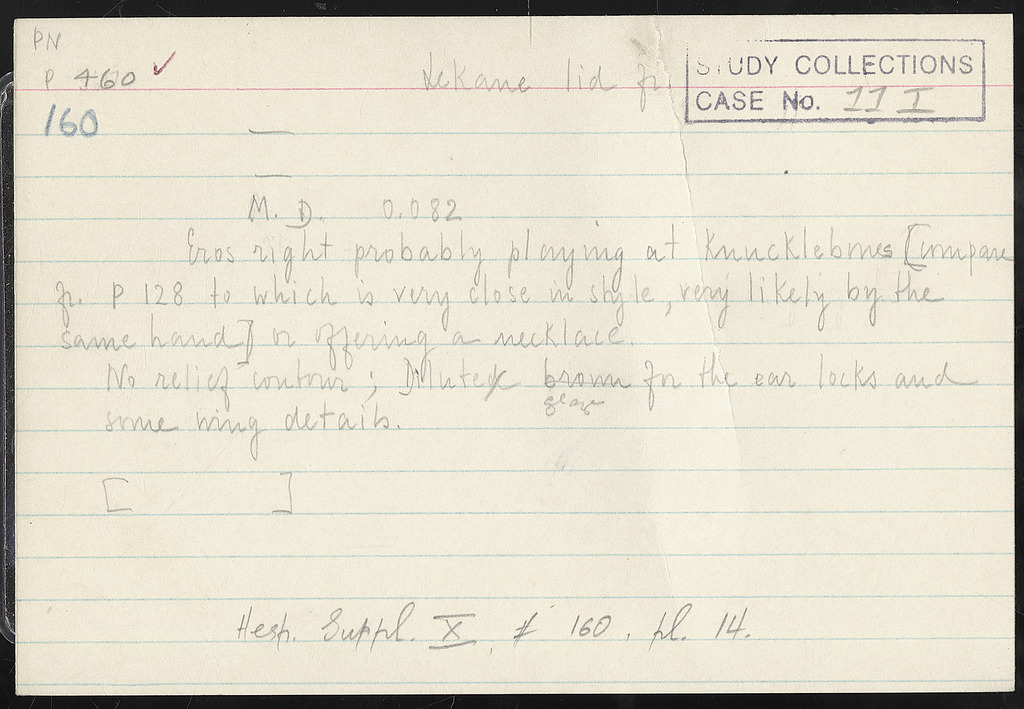 PN
P 460 ✓
Lekane lid fr.
STUDY COLLECTIONS
CASE No. 11 I
160
—
—
M. D. 0.082
Eros right probably playing at Knucklebones [compare
fr. P 128 to which is very close in style, very likely by the
same hand] or offering a necklace.
No relief contour; Dilute brown for the ear locks and
glaze
some wing details.
[ ]
Hesp. Suppl. X, # 160, pl. 14.